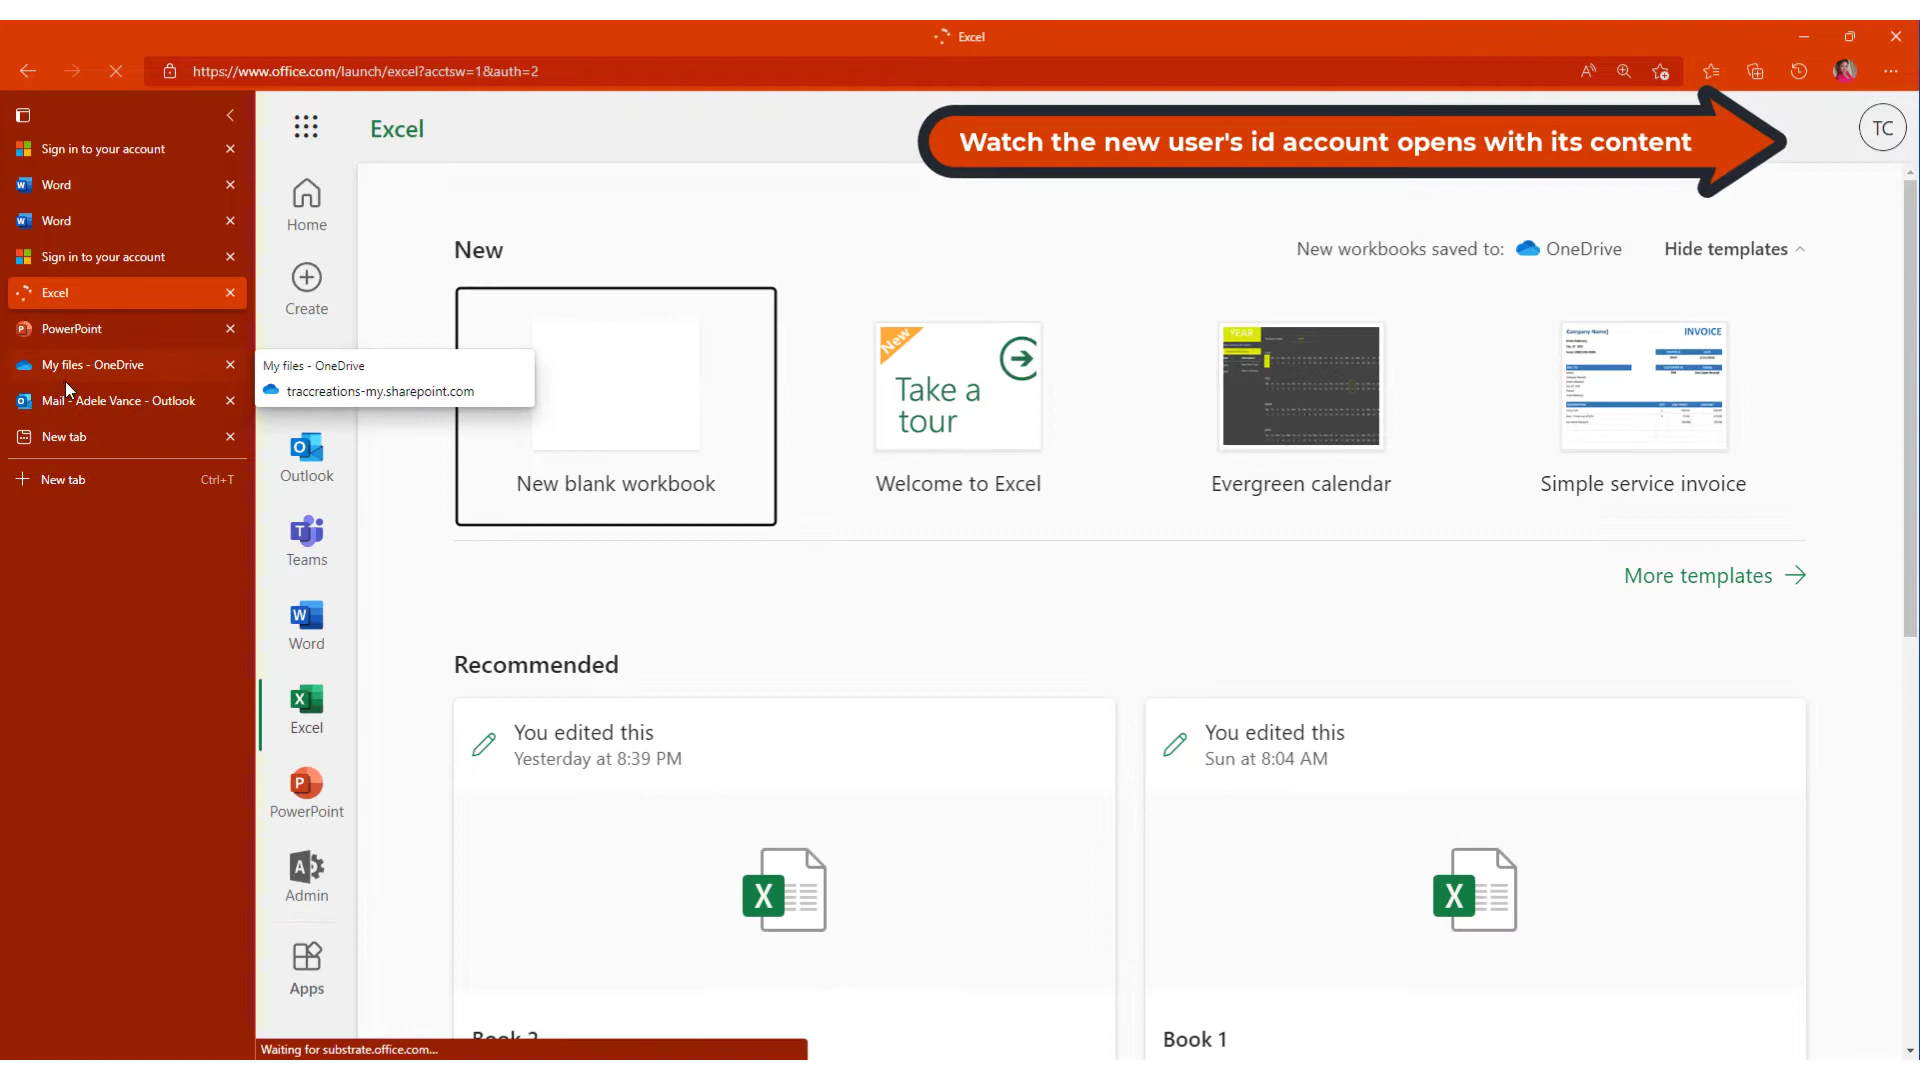 Excel
https://www.office.com/launch/excel?acctsw=1&auth=2
Sign in to your account
Word
Word
Sign in to your account
Excel
PowerPoint
My files - OneDrive
Mail - Adele Vance - Outlook
New tab
New tab Ctrl+T
My files - OneDrive
traccreations-my.sharepoint.com
Excel
Watch the new user's id account opens with its content
TC
Home
Create
Outlook
Teams
Word
Excel
PowerPoint
Admin
Apps
New
New workbooks saved to: OneDrive Hide templates
New blank workbook
New
Take a
tour
Welcome to Excel
YEAR
Evergreen calendar
Company Name] INVOICE
Simple service invoice
More templates
Recommended
You edited this
Yesterday at 8:39 PM
Book 2
You edited this
Sun at 8:04 AM
Book 1
Waiting for substrate.office.com...